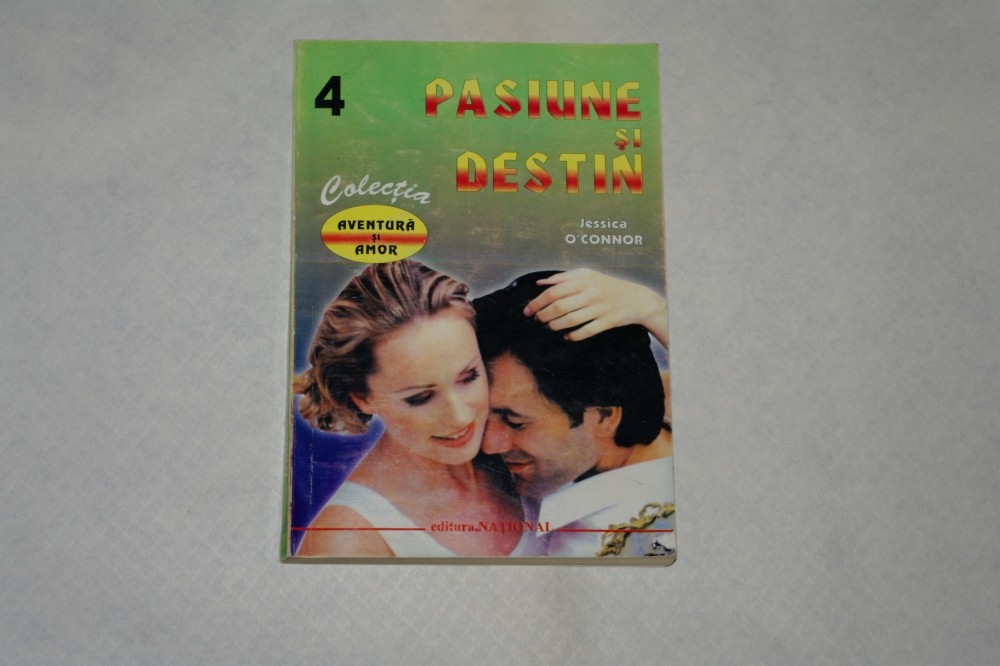 4
PASIUNE
ȘI
DESTIN
Colecția
AVENTURĂ
ȘI
AMOR
Jessica
O'CONNOR
editura NAȚIONAL